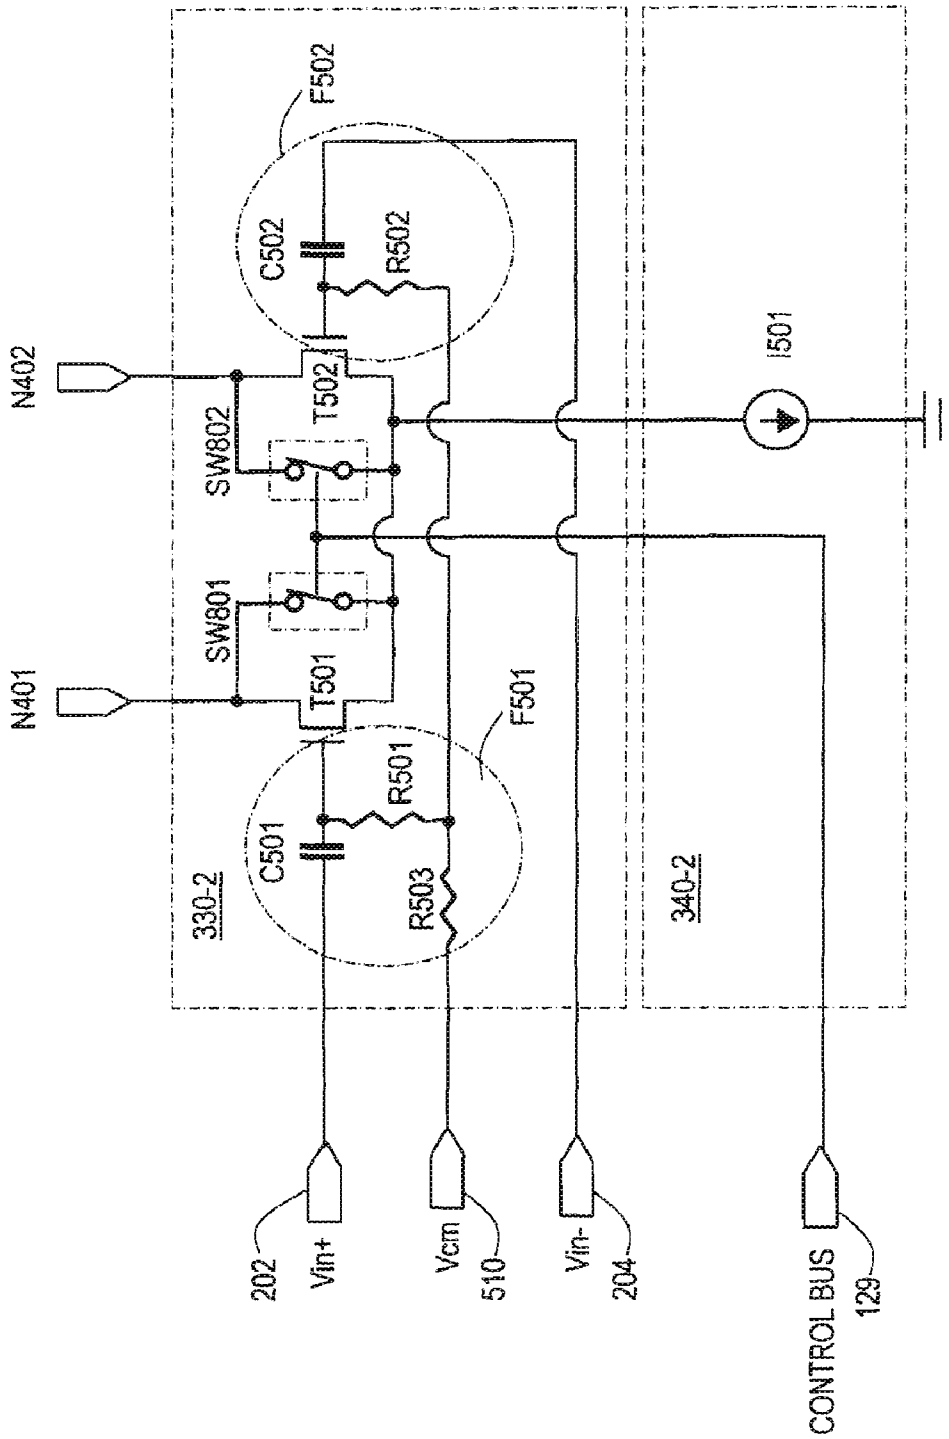 N401
N402
SW801
SW802
T501
T502
F501
F502
C501
C502
R501
R502
R503
330-2
340-2
I501
202
Vin+
Vcm
510
Vin-
204
CONTROL BUS
129